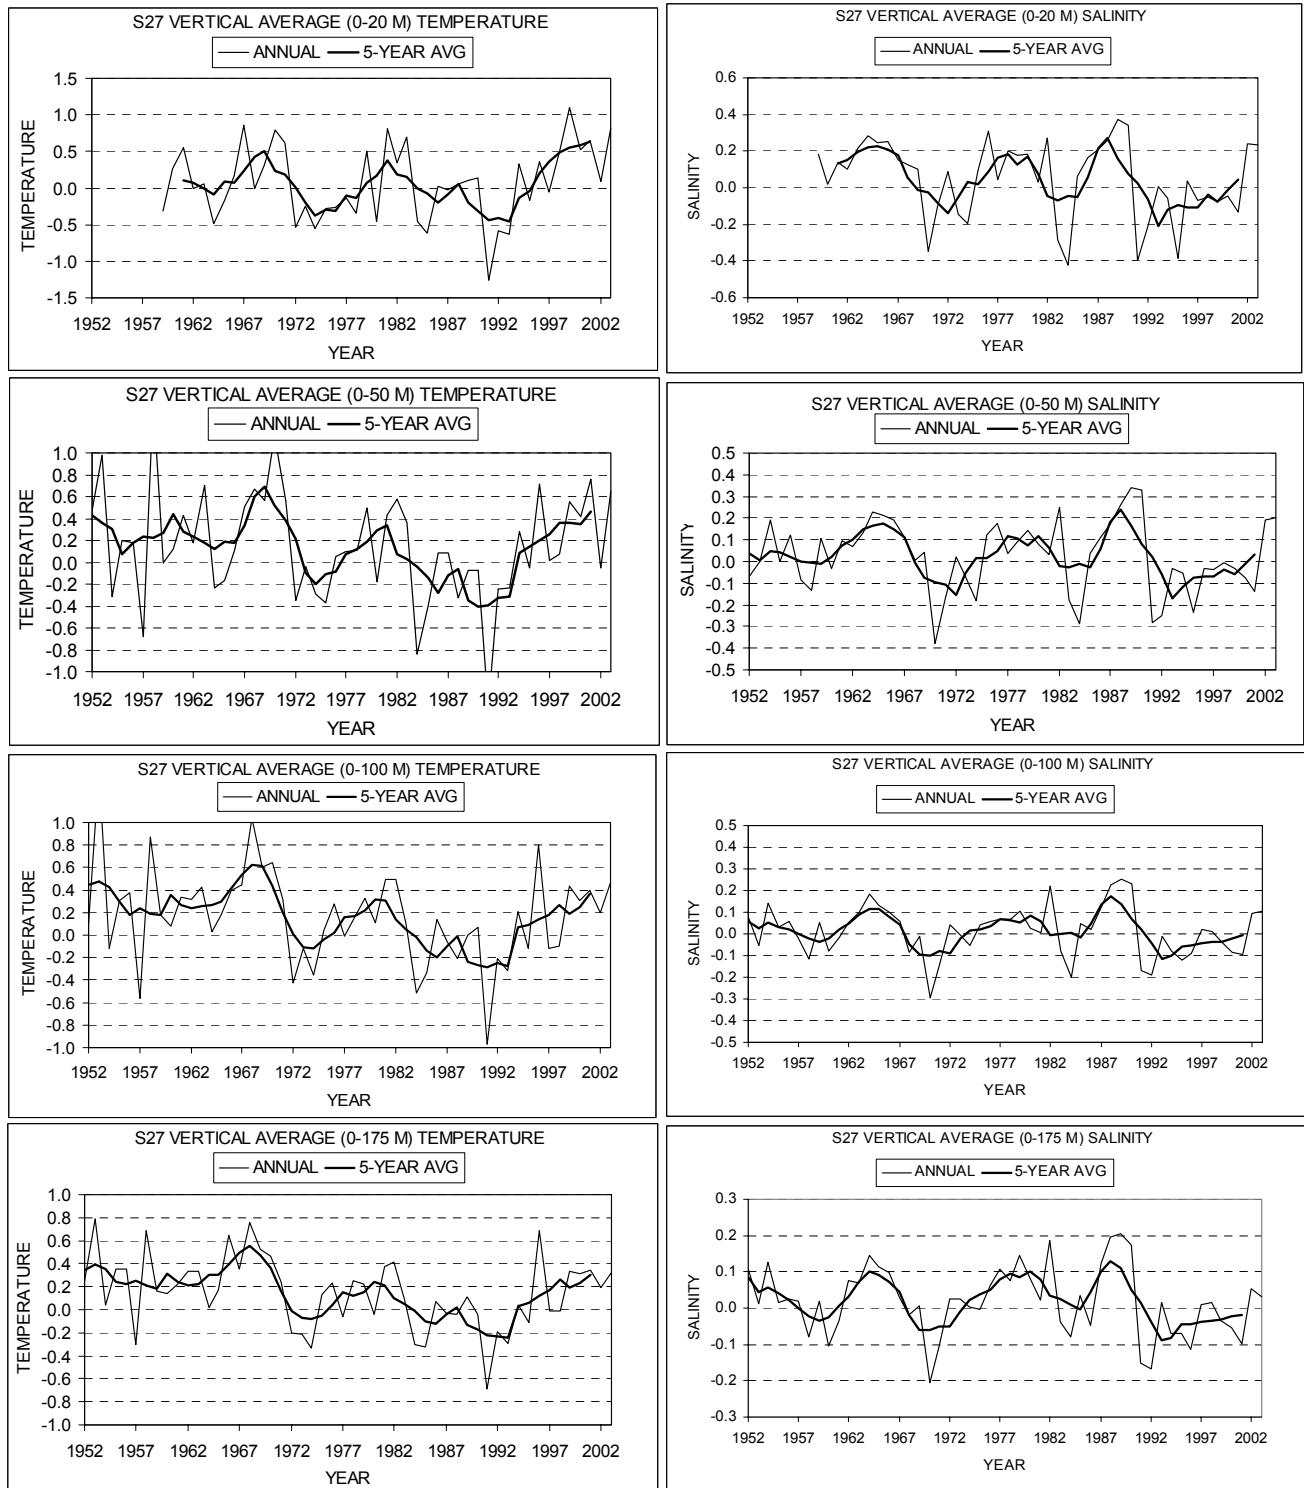 S27 VERTICAL AVERAGE (0-20 M) TEMPERATURE
ANNUAL 5-YEAR AVG
TEMPERATURE
1.5
1.0
0.5
0.0
-0.5
-1.0
-1.5
1952 1957 1962 1967 1972 1977 1982 1987 1992 1997 2002
YEAR
S27 VERTICAL AVERAGE (0-20 M) SALINITY
ANNUAL 5-YEAR AVG
SALINITY
0.6
0.4
0.2
0.0
-0.2
-0.4
-0.6
1952 1957 1962 1967 1972 1977 1982 1987 1992 1997 2002
YEAR
S27 VERTICAL AVERAGE (0-50 M) TEMPERATURE
ANNUAL 5-YEAR AVG
TEMPERATURE
1.0
0.8
0.6
0.4
0.2
0.0
-0.2
-0.4
-0.6
-0.8
-1.0
1952 1957 1962 1967 1972 1977 1982 1987 1992 1997 2002
YEAR
S27 VERTICAL AVERAGE (0-50 M) SALINITY
ANNUAL 5-YEAR AVG
SALINITY
0.5
0.4
0.3
0.2
0.1
0.0
-0.1
-0.2
-0.3
-0.4
-0.5
1952 1957 1962 1967 1972 1977 1982 1987 1992 1997 2002
YEAR
S27 VERTICAL AVERAGE (0-100 M) TEMPERATURE
ANNUAL 5-YEAR AVG
TEMPERATURE
1.0
0.8
0.6
0.4
0.2
0.0
-0.2
-0.4
-0.6
-0.8
-1.0
1952 1957 1962 1967 1972 1977 1982 1987 1992 1997 2002
YEAR
S27 VERTICAL AVERAGE (0-100 M) SALINITY
ANNUAL 5-YEAR AVG
SALINITY
0.5
0.4
0.3
0.2
0.1
0.0
-0.1
-0.2
-0.3
-0.4
-0.5
1952 1957 1962 1967 1972 1977 1982 1987 1992 1997 2002
YEAR
S27 VERTICAL AVERAGE (0-175 M) TEMPERATURE
ANNUAL 5-YEAR AVG
TEMPERATURE
1.0
0.8
0.6
0.4
0.2
0.0
-0.2
-0.4
-0.6
-0.8
-1.0
1952 1957 1962 1967 1972 1977 1982 1987 1992 1997 2002
YEAR
S27 VERTICAL AVERAGE (0-175 M) SALINITY
ANNUAL 5-YEAR AVG
SALINITY
0.3
0.2
0.1
0.0
-0.1
-0.2
-0.3
1952 1957 1962 1967 1972 1977 1982 1987 1992 1997 2002
YEAR